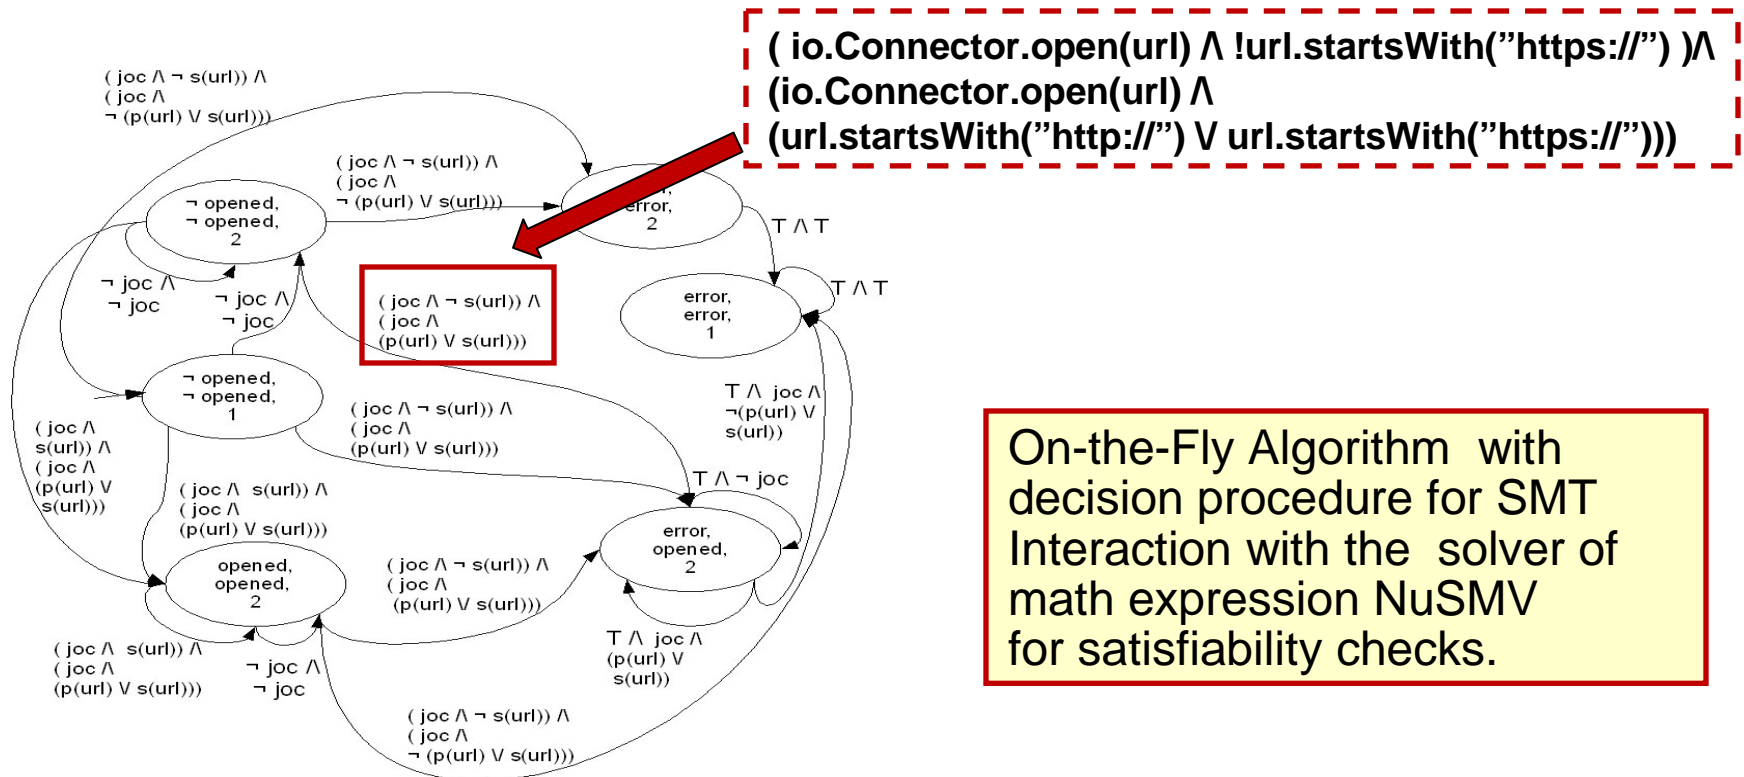 ( io.Connector.open(url) /\ !url.startsWith("https://") )/\
(io.Connector.open(url) /\
(url.startsWith("http://") \/ url.startsWith("https://")))
( joc /\ ¬ s(url)) /\
( joc /\
¬ (p(url) \/ s(url)))
( joc /\ ¬ s(url)) /\
( joc /\
¬ (p(url) \/ s(url)))
¬ opened,
¬ opened,
2
error,
2
T /\ T
¬ joc /\
¬ joc
¬ joc /\
¬ joc
( joc /\ ¬ s(url)) /\
( joc /\
(p(url) \/ s(url)))
error,
error,
1
T /\ T
¬ opened,
¬ opened,
1
( joc /\ ¬ s(url)) /\
( joc /\
(p(url) \/ s(url)))
T /\ joc /\
¬(p(url) \/
s(url))
( joc /\
s(url)) /\
( joc /\
(p(url) \/
s(url)))
( joc /\ s(url)) /\
( joc /\
(p(url) \/ s(url)))
T /\ ¬ joc
error,
opened,
2
opened,
opened,
2
( joc /\ ¬ s(url)) /\
( joc /\
(p(url) \/ s(url)))
( joc /\ s(url)) /\
( joc /\
(p(url) \/ s(url)))
¬ joc /\
¬ joc
T /\ joc /\
(p(url) \/
s(url))
( joc /\ ¬ s(url)) /\
( joc /\
¬ (p(url) \/ s(url)))
On-the-Fly Algorithm with
decision procedure for SMT
Interaction with the solver of
math expression NuSMV
for satisfiability checks.